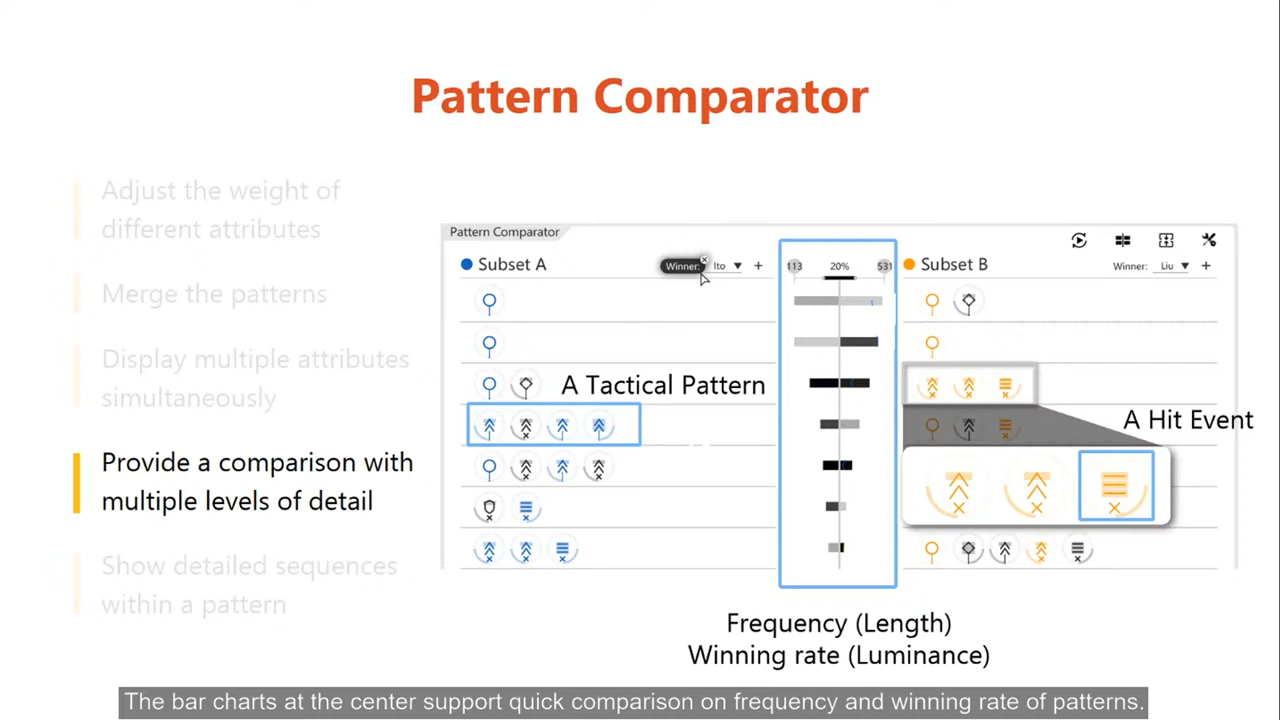 Pattern Comparator
Adjust the weight of
different attributes
Merge the patterns
Display multiple attributes
simultaneously
Provide a comparison with
multiple levels of detail
Show detailed sequences
within a pattern
Pattern Comparator
Subset A
Winner: Ito
113 20% 531
Subset B
Winner: Liu
A Tactical Pattern
A Hit Event
Frequency (Length)
Winning rate (Luminance)
The bar charts at the center support quick comparison on frequency and winning rate of patterns.